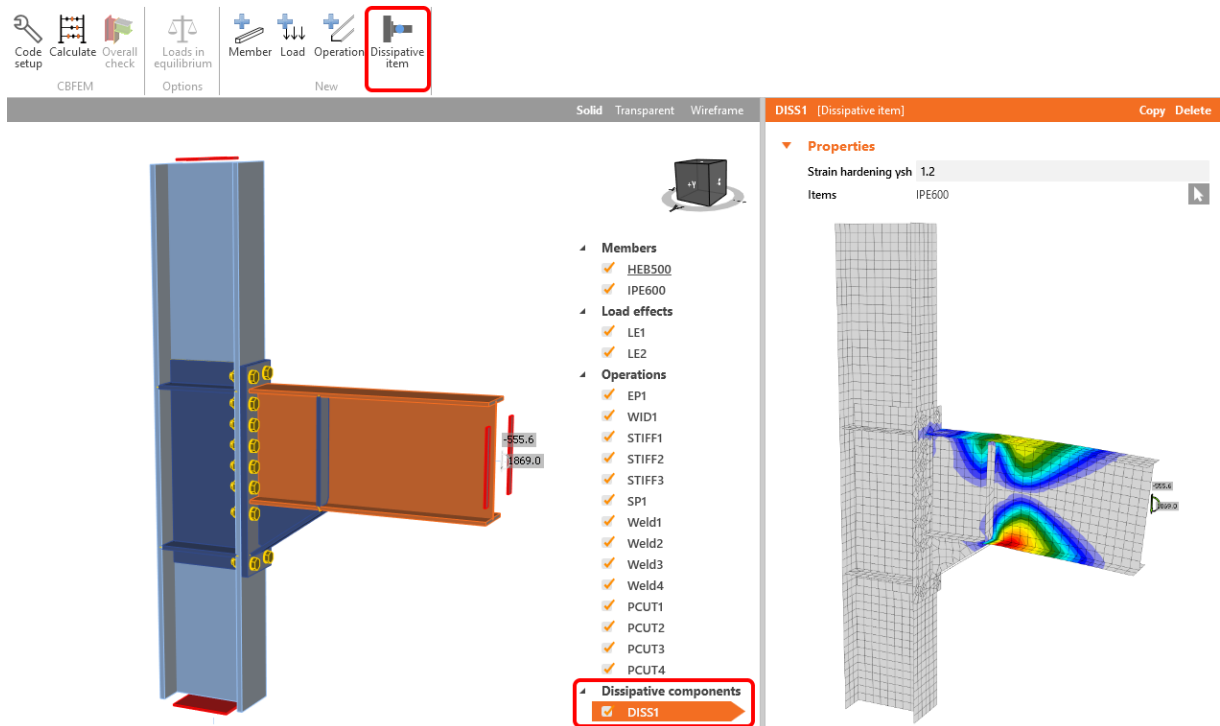 Code setup
Calculate
Overall check
Loads in equilibrium
Member
Load
Operation
Dissipative item
CBFEM
Options
New
Solid Transparent Wireframe
DISS1 [Dissipative item] Copy Delete
Properties
Strain hardening γsh 1.2
Items IPE600
+Y
Members
HEB500
IPE600
Load effects
LE1
LE2
Operations
EP1
WID1
STIFF1
STIFF2
STIFF3
SP1
Weld1
Weld2
Weld3
Weld4
PCUT1
PCUT2
PCUT3
PCUT4
Dissipative components
DISS1
-555.6
1869.0
-555.6